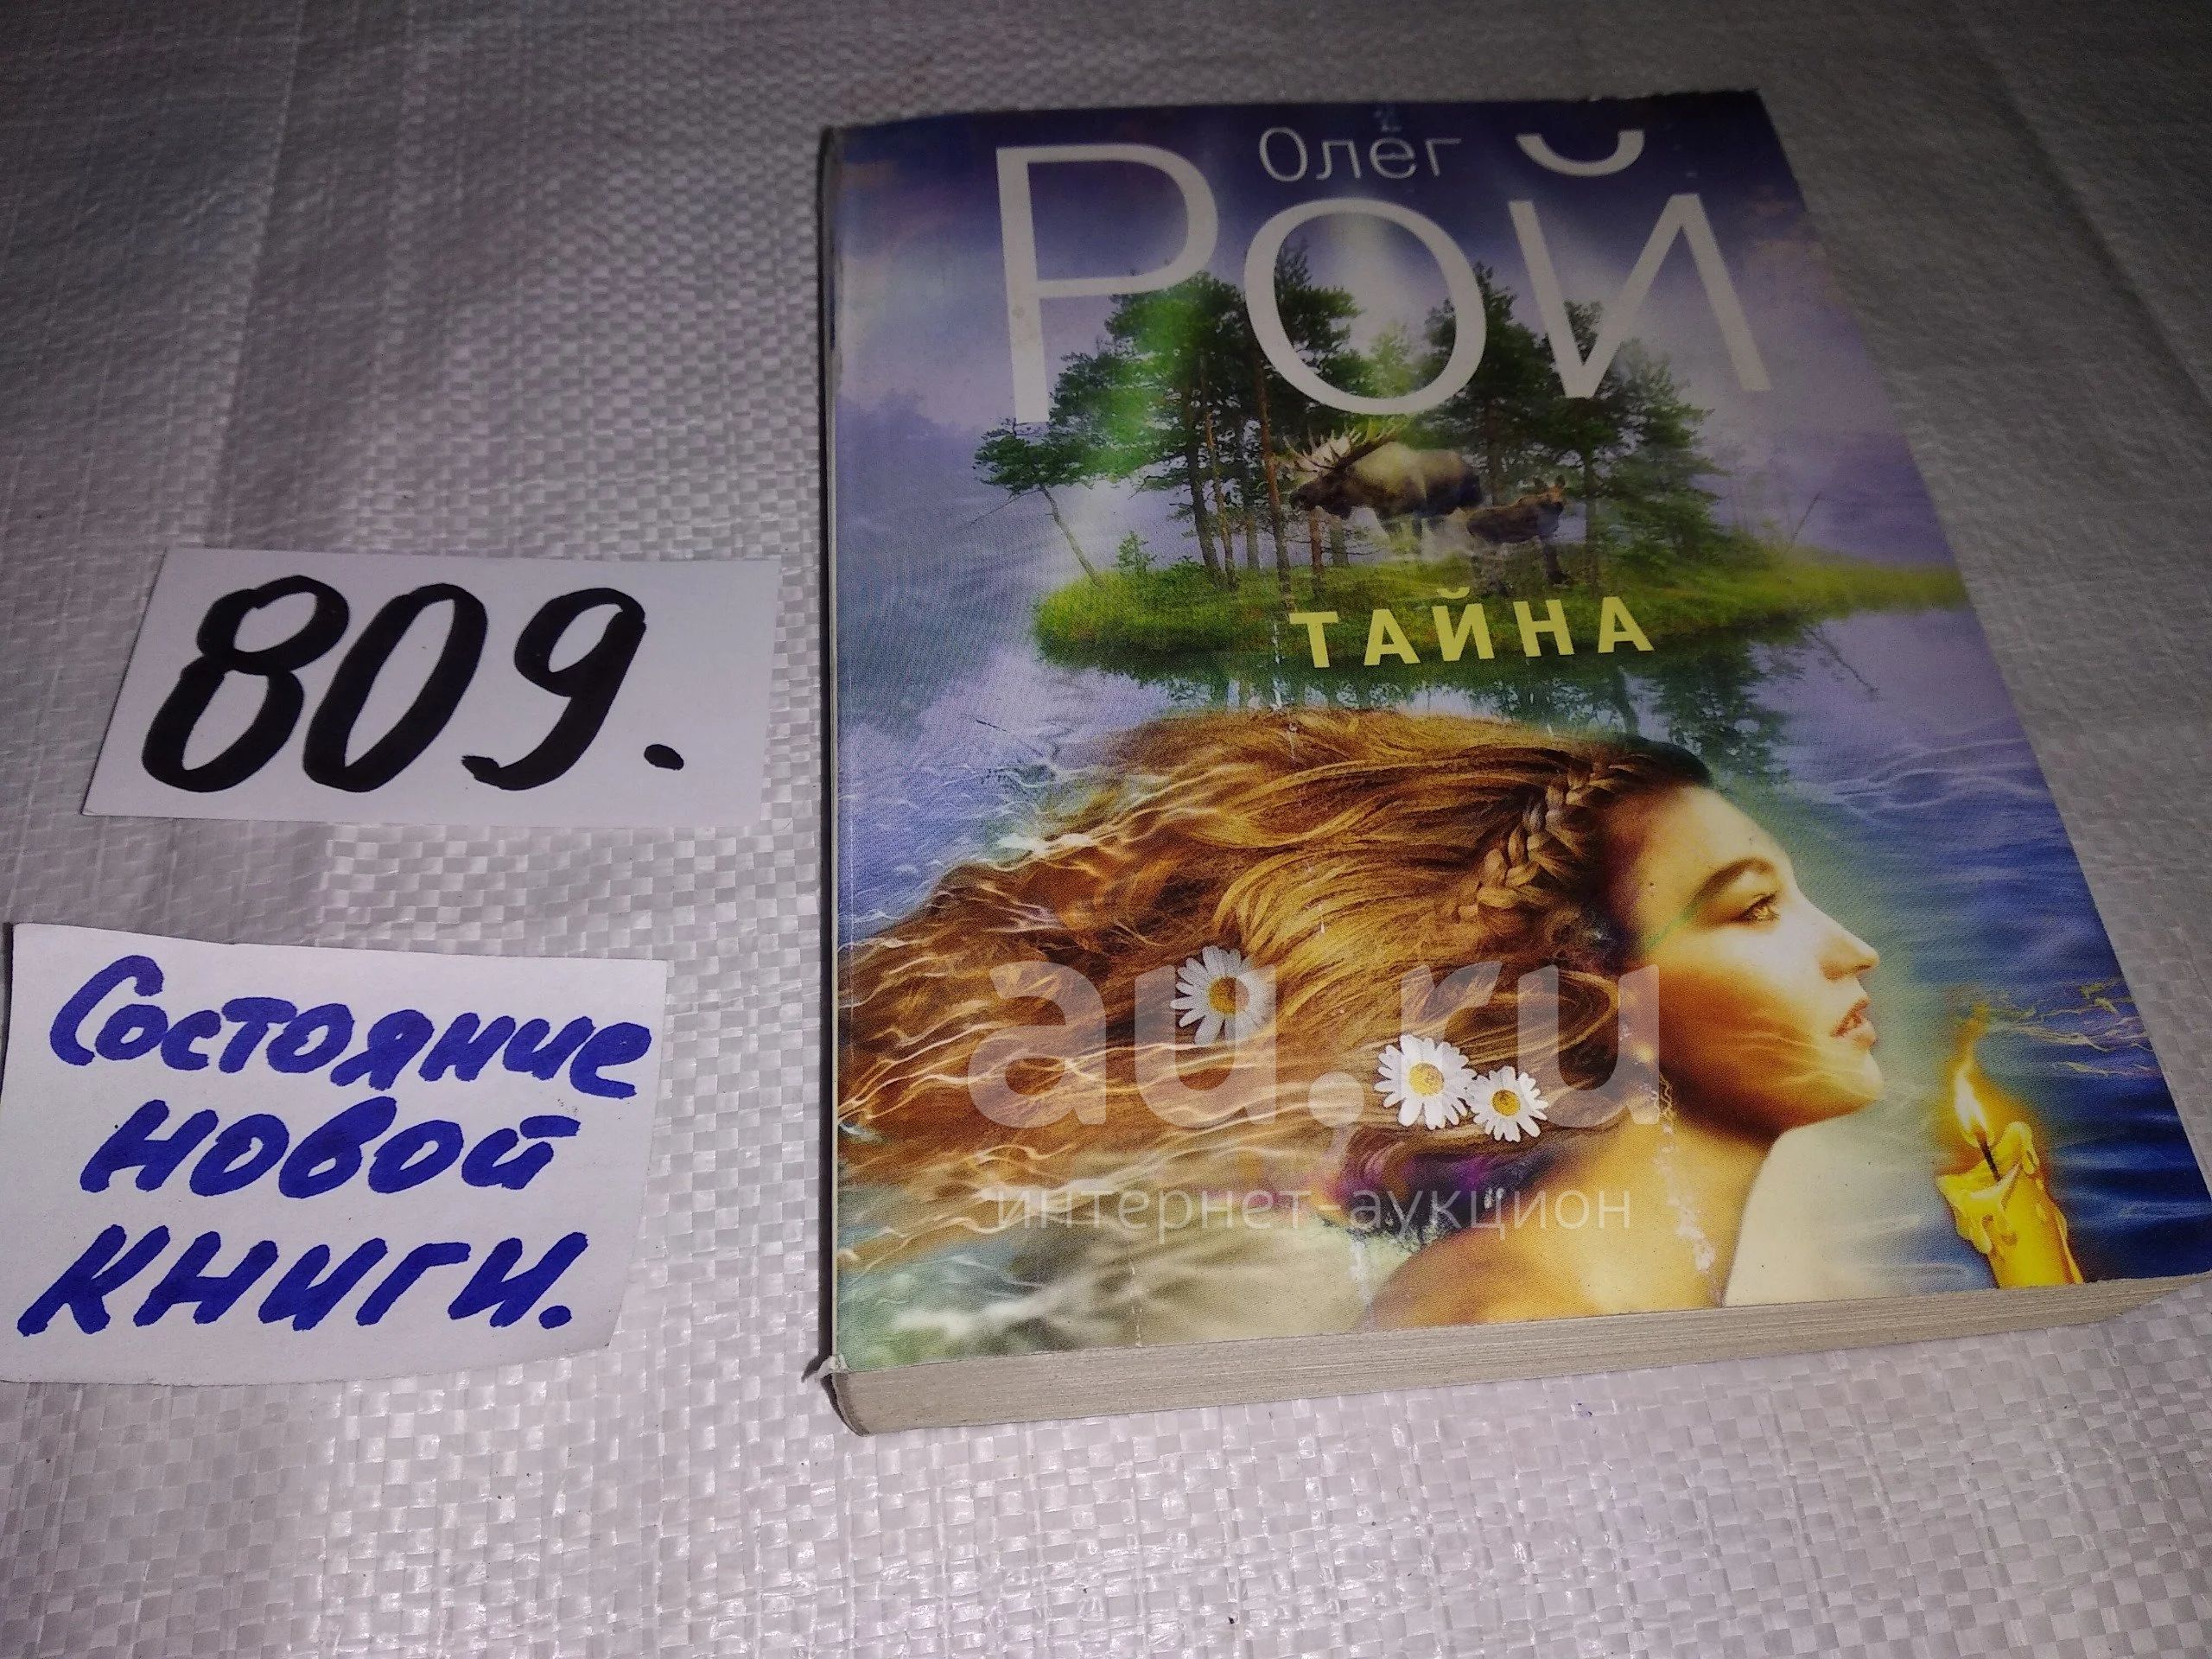 Олег
Рой
ТАЙНА
809.
Состояние
новой
книги.
au.ru
интернет-аукцион